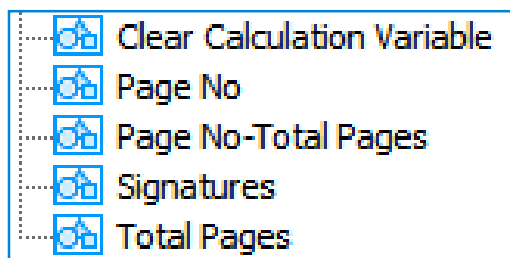 Clear Calculation Variable
Page No
Page No-Total Pages
Signatures
Total Pages